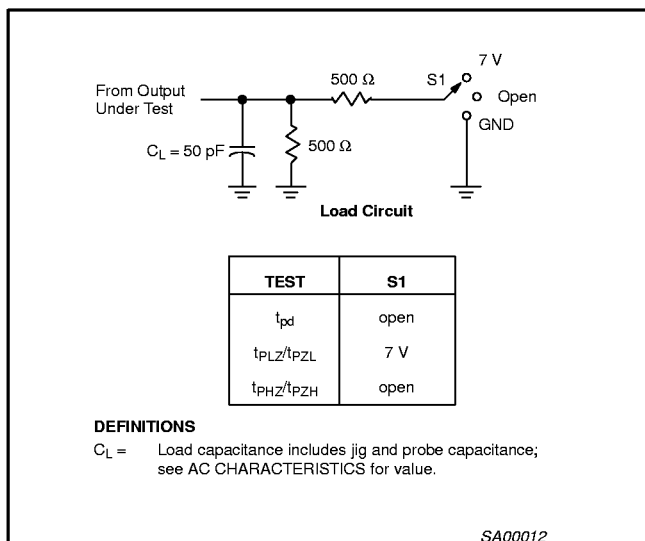 7 V
500 Ω
S1
From Output
Under Test
Open
GND
C_L = 50 pF
500 Ω
Load Circuit
TEST S1
t_pd open
t_PLZ/t_PZL 7 V
t_PHZ/t_PZH open
DEFINITIONS
C_L = Load capacitance includes jig and probe capacitance;
see AC CHARACTERISTICS for value.
SA00012